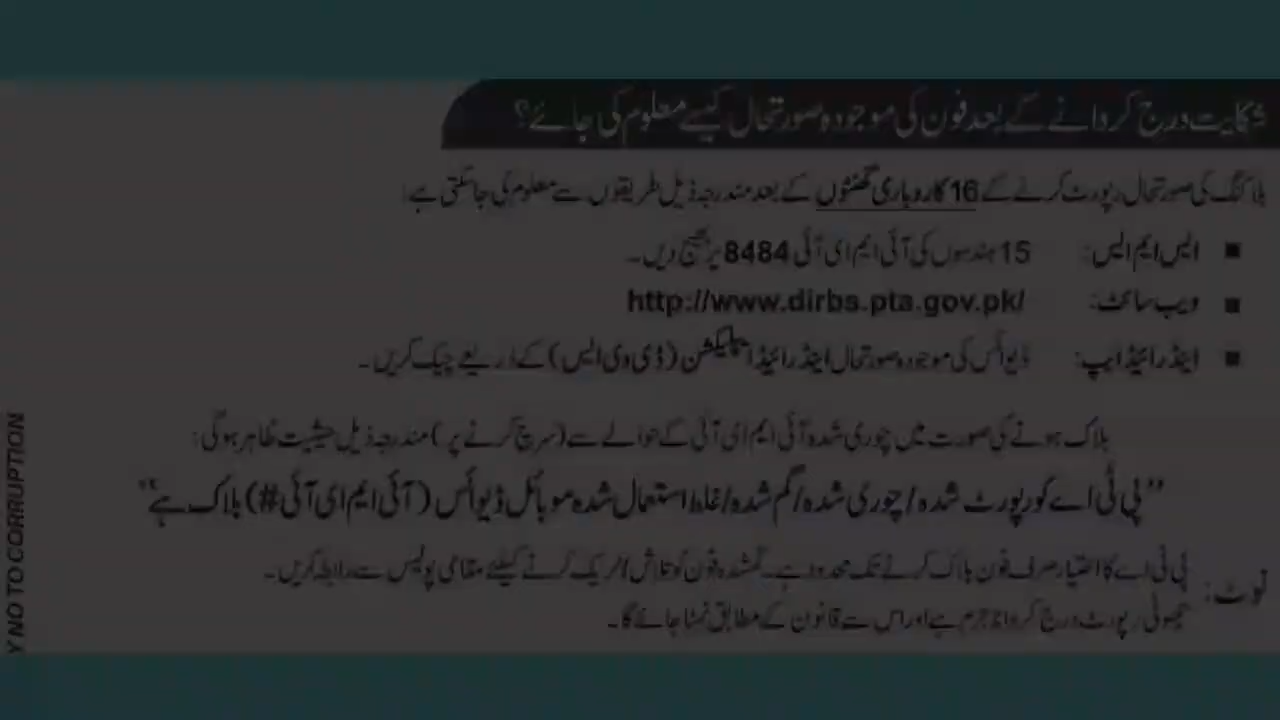 شکایت درج کروانے کے بعد فون کی موجودہ صورتحال کیسے معلوم کی جائے؟
بلاکنگ کی صورتحال رپورٹ کرنے کے 16 کاروباری گھنٹوں کے بعد مندرجہ ذیل طریقوں سے معلوم کی جاسکتی ہے:
■ ایس ایم ایس: 15 ہندسوں کی آئی ایم ای آئی 8484 پر بھیج دیں۔
■ ویب سائٹ: http://www.dirbs.pta.gov.pk/
■ اینڈرائیڈ ایپ: ڈیوائس کی موجودہ صورتحال اینڈرائیڈ ایپلیکشن (ڈی وی ایس) کے ذریعے چیک کریں۔
بلاک ہونے کی صورت میں چوری شدہ آئی ایم ای آئی کے حوالے سے (سرچ کرنے پر) مندرجہ ذیل حیثیت ظاہر ہوگی:
”پی ٹی اے کو رپورٹ شدہ / چوری شدہ/گم شدہ/غلط استعمال شدہ موبائل ڈیوائس (آئی ایم ای آئی#) بلاک ہے“
نوٹ: پی ٹی اے کا اختیار صرف فون بلاک کرنے تک محدود ہے۔ گمشدہ فون کو تلاش/ٹریک کرنے کیلئے مقامی پولیس سے رابطہ کریں۔
جھوٹی رپورٹ درج کروانا جرم ہے اور اس سے قانون کے مطابق نمٹا جائے گا۔
Y NO TO CORRUPTION